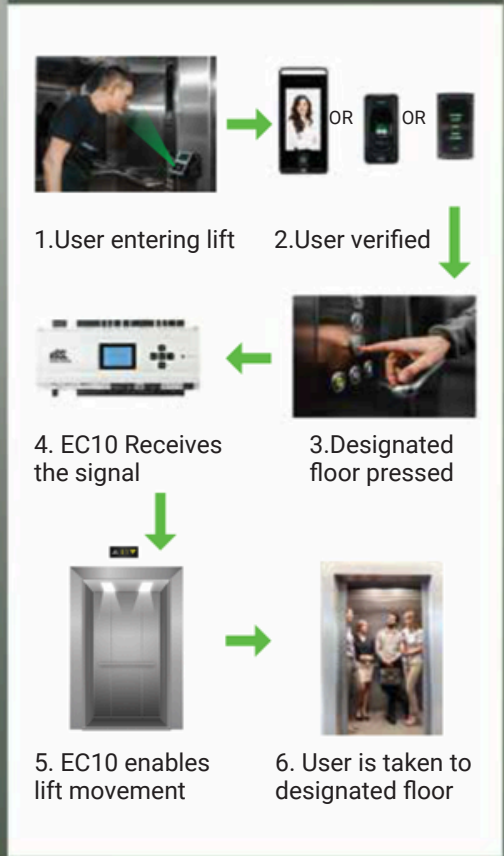 OR
OR
1.User entering lift
2.User verified
3.Designated
floor pressed
4. EC10 Receives
the signal
5. EC10 enables
lift movement
6. User is taken to
designated floor